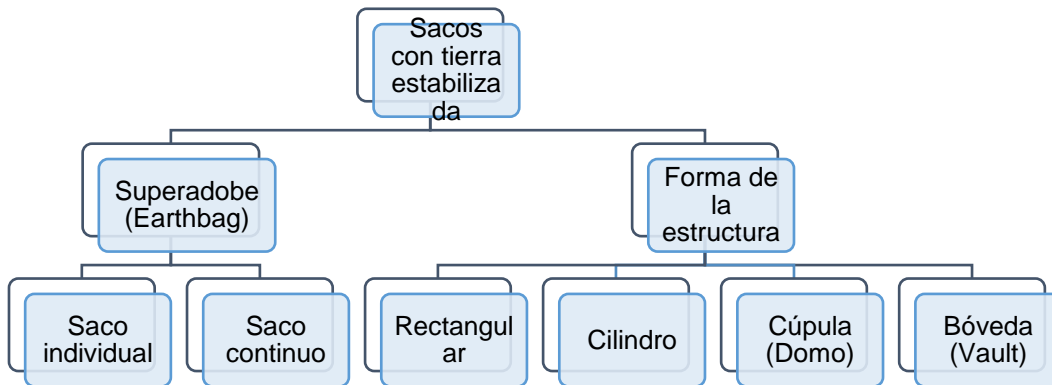 Sacos
con tierra
estabiliza
da
Superadobe
(Earthbag)
Forma de
la
estructura
Saco
individual
Saco
continuo
Rectangul
ar
Cilindro
Cúpula
(Domo)
Bóveda
(Vault)